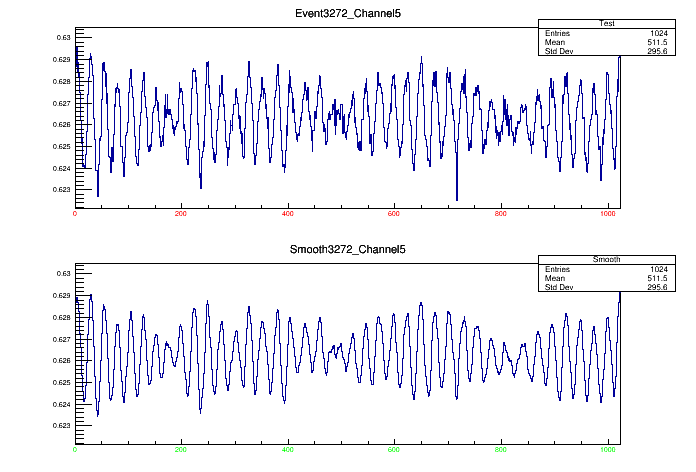 Event3272_Channel5
Test
Entries 1024
Mean 511.5
Std Dev 295.6
0.63
0.629
0.628
0.627
0.626
0.625
0.624
0.623
0 200 400 600 800 1000
Smooth3272_Channel5
Smooth
Entries 1024
Mean 511.5
Std Dev 295.6
0.63
0.629
0.628
0.627
0.626
0.625
0.624
0.623
0 200 400 600 800 1000